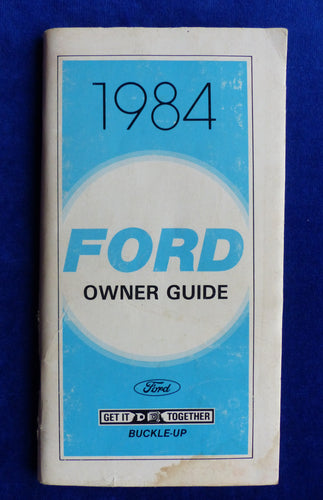 1984
FORD
OWNER GUIDE
Ford
GET IT TOGETHER
BUCKLE-UP